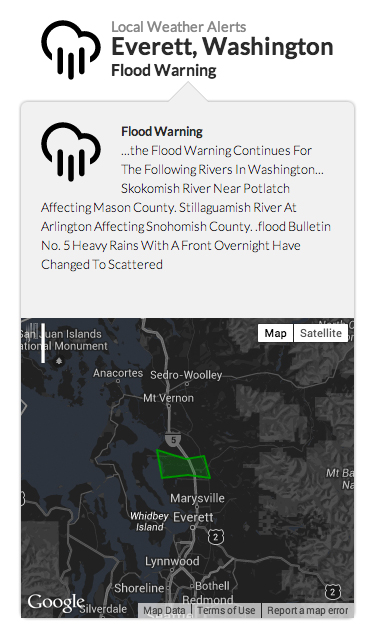 Local Weather Alerts
Everett, Washington
Flood Warning
Flood Warning
...the Flood Warning Continues For
The Following Rivers In Washington...
Skokomish River Near Potlatch
Affecting Mason County. Stillaguamish River At
Arlington Affecting Snohomish County. .flood Bulletin
No. 5 Heavy Rains With A Front Overnight Have
Changed To Scattered
Map Satellite
San Juan Islands
National Monument
Anacortes
Sedro-Woolley
Mt Vernon
5
Mt Ba
Marysville
Whidbey
Island
Everett
2
Lynnwood
Shoreline
Bothell
Redmond
2
Google
Silverdale
Map Data Terms of Use Report a map error